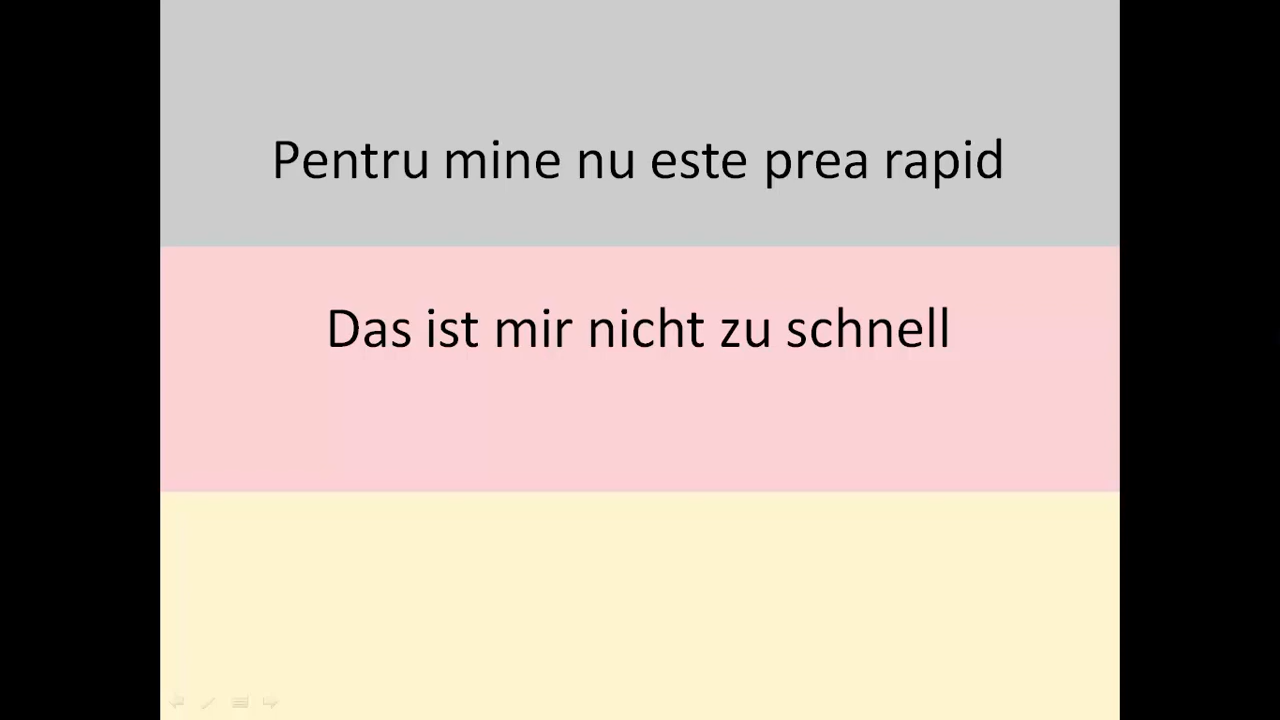 Pentru mine nu este prea rapid
Das ist mir nicht zu schnell